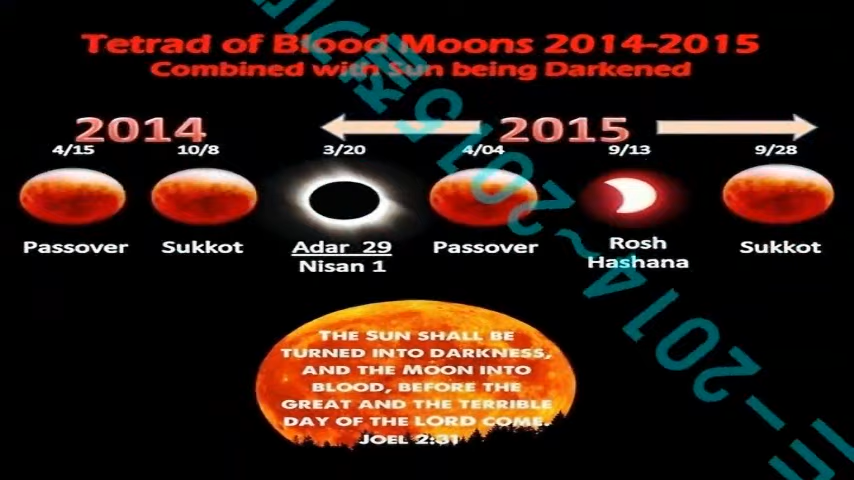 Tetrad of Blood Moons 2014-2015
Combined with Sun being Darkened
2014
2015
4/15
10/8
3/20
4/04
9/13
9/28
Passover
Sukkot
Adar 29
Nisan 1
Passover
Rosh
Hashana
Sukkot
THE SUN SHALL BE
TURNED INTO DARKNESS,
AND THE MOON INTO
BLOOD, BEFORE THE
GREAT AND THE TERRIBLE
DAY OF THE LORD COME.
JOEL 2:31
2014~2015